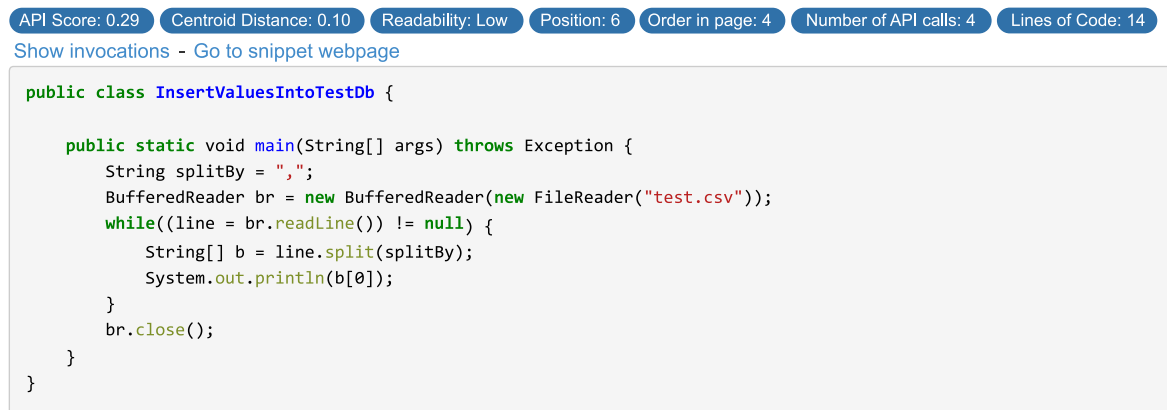 API Score: 0.29 Centroid Distance: 0.10 Readability: Low Position: 6 Order in page: 4 Number of API calls: 4 Lines of Code: 14
Show invocations - Go to snippet webpage
public class InsertValuesIntoTestDb {
    public static void main(String[] args) throws Exception {
        String splitBy = ",";
        BufferedReader br = new BufferedReader(new FileReader("test.csv"));
        while((line = br.readLine()) != null) {
            String[] b = line.split(splitBy);
            System.out.println(b[0]);
        }
        br.close();
    }
}